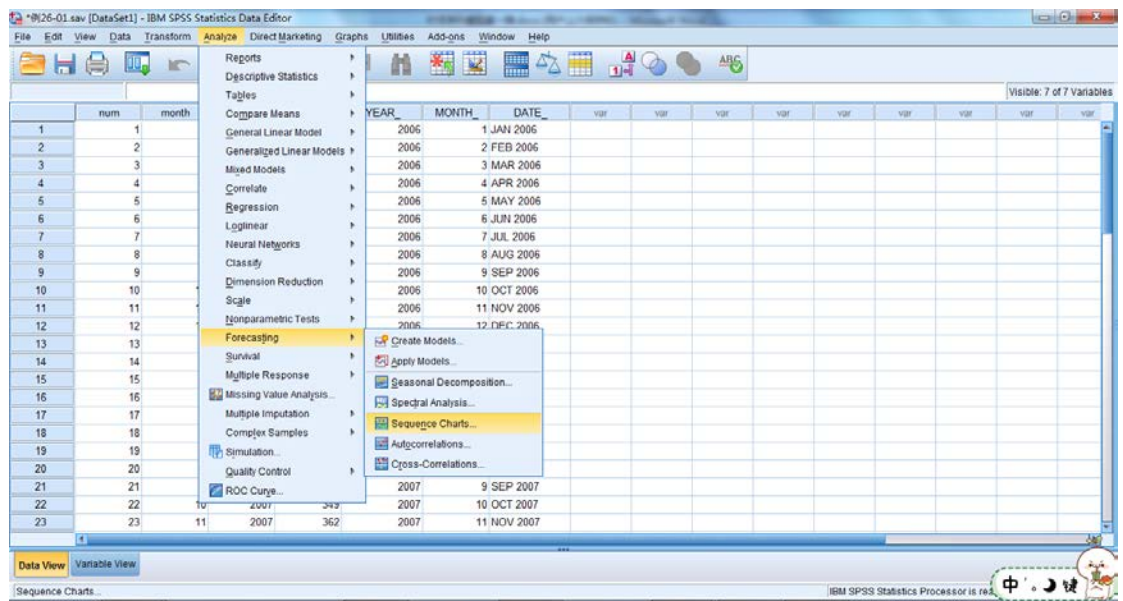 *例26-01.sav [DataSet1] - IBM SPSS Statistics Data Editor
File Edit View Data Transform Analyze Direct Marketing Graphs Utilities Add-ons Window Help
Visible: 7 of 7 Variables
num month YEAR_ MONTH_ DATE_ var var var var var var var
1 1 2006 1 JAN 2006
2 2 2006 2 FEB 2006
3 3 2006 3 MAR 2006
4 4 2006 4 APR 2006
5 5 2006 5 MAY 2006
6 6 2006 6 JUN 2006
7 7 2006 7 JUL 2006
8 8 2006 8 AUG 2006
9 9 2006 9 SEP 2006
10 10 2006 10 OCT 2006
11 11 2006 11 NOV 2006
12 12 2006 12 DEC 2006
13 13
14 14
15 15
16 16
17 17
18 18
19 19
20 20
21 21 2007 9 SEP 2007
22 22 10 2007 349 2007 10 OCT 2007
23 23 11 2007 362 2007 11 NOV 2007
Reports
Descriptive Statistics
Tables
Compare Means
General Linear Model
Generalized Linear Models
Mixed Models
Correlate
Regression
Loglinear
Neural Networks
Classify
Dimension Reduction
Scale
Nonparametric Tests
Forecasting
Survival
Multiple Response
Missing Value Analysis...
Multiple Imputation
Complex Samples
Simulation...
Quality Control
ROC Curve...
Create Models...
Apply Models...
Seasonal Decomposition...
Spectral Analysis...
Sequence Charts...
Autocorrelations...
Cross-Correlations...
Data View Variable View
Sequence Charts...
IBM SPSS Statistics Processor is
中